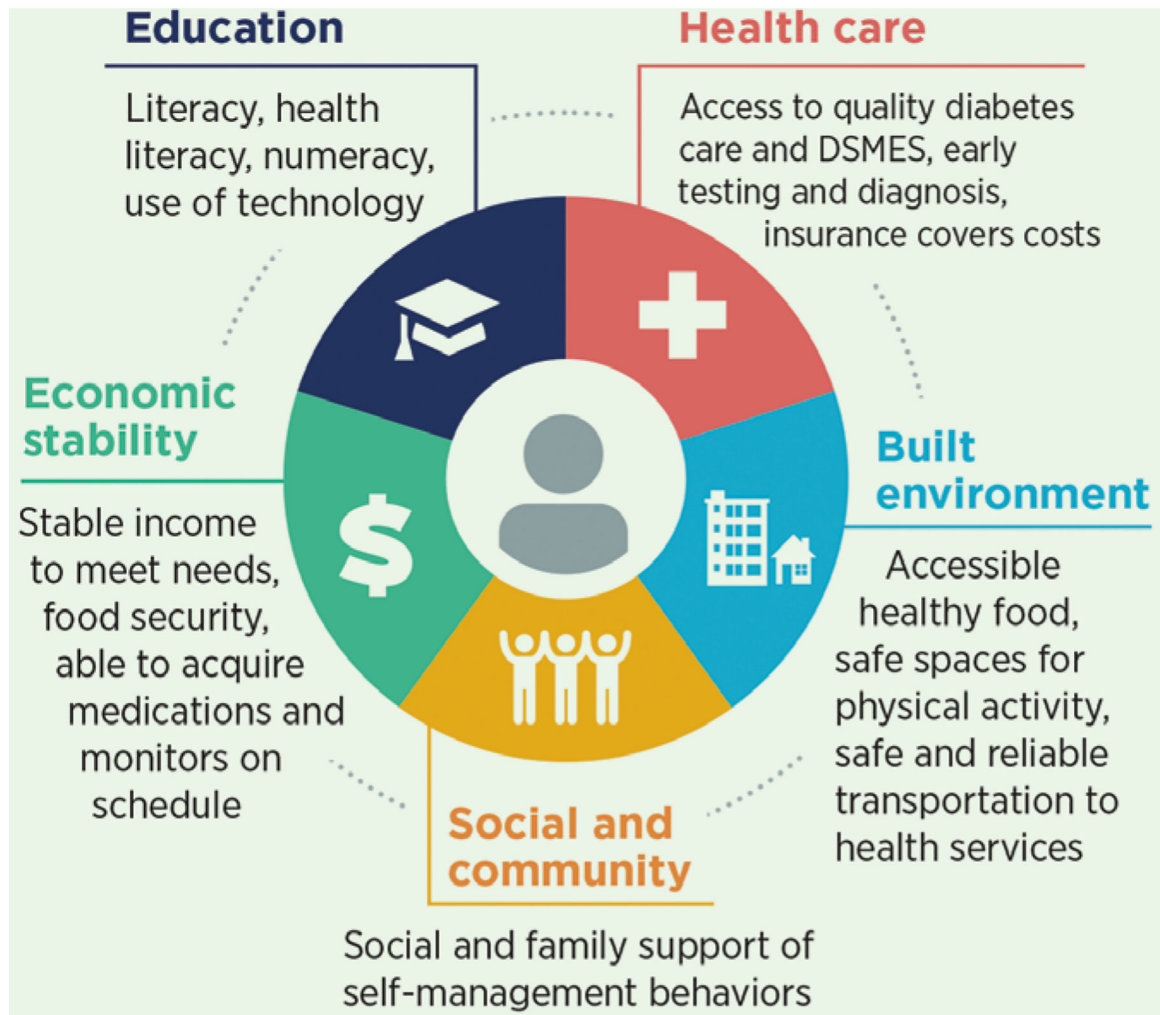 Education
Literacy, health
literacy, numeracy,
use of technology
Health care
Access to quality diabetes
care and DSMES, early
testing and diagnosis,
insurance covers costs
Economic
stability
$
Stable income
to meet needs,
food security,
able to acquire
medications and
monitors on
schedule
Built
environment
Accessible
healthy food,
safe spaces for
physical activity,
safe and reliable
transportation to
health services
Social and
community
Social and family support of
self-management behaviors